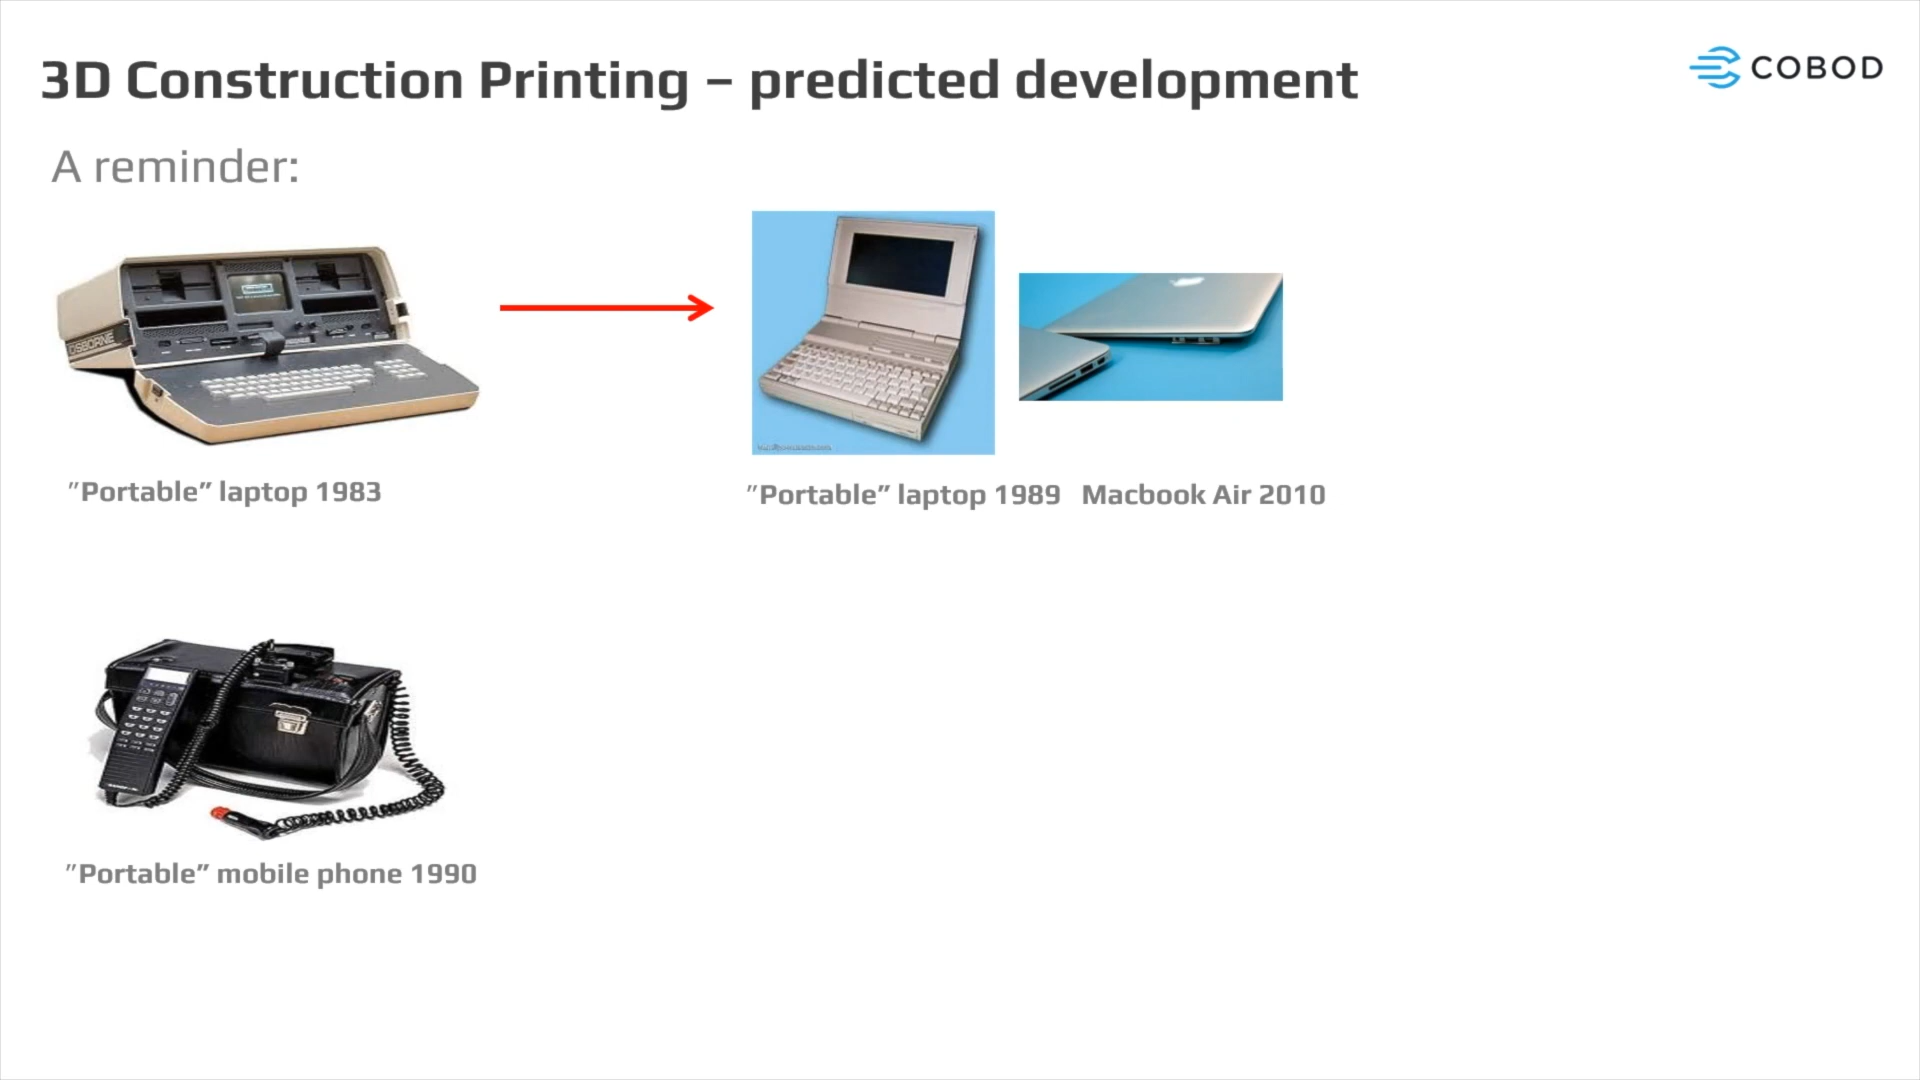 3D Construction Printing – predicted development
COBOD
A reminder:
OSBORNE
”Portable” laptop 1983
”Portable” laptop 1989 Macbook Air 2010
”Portable” mobile phone 1990